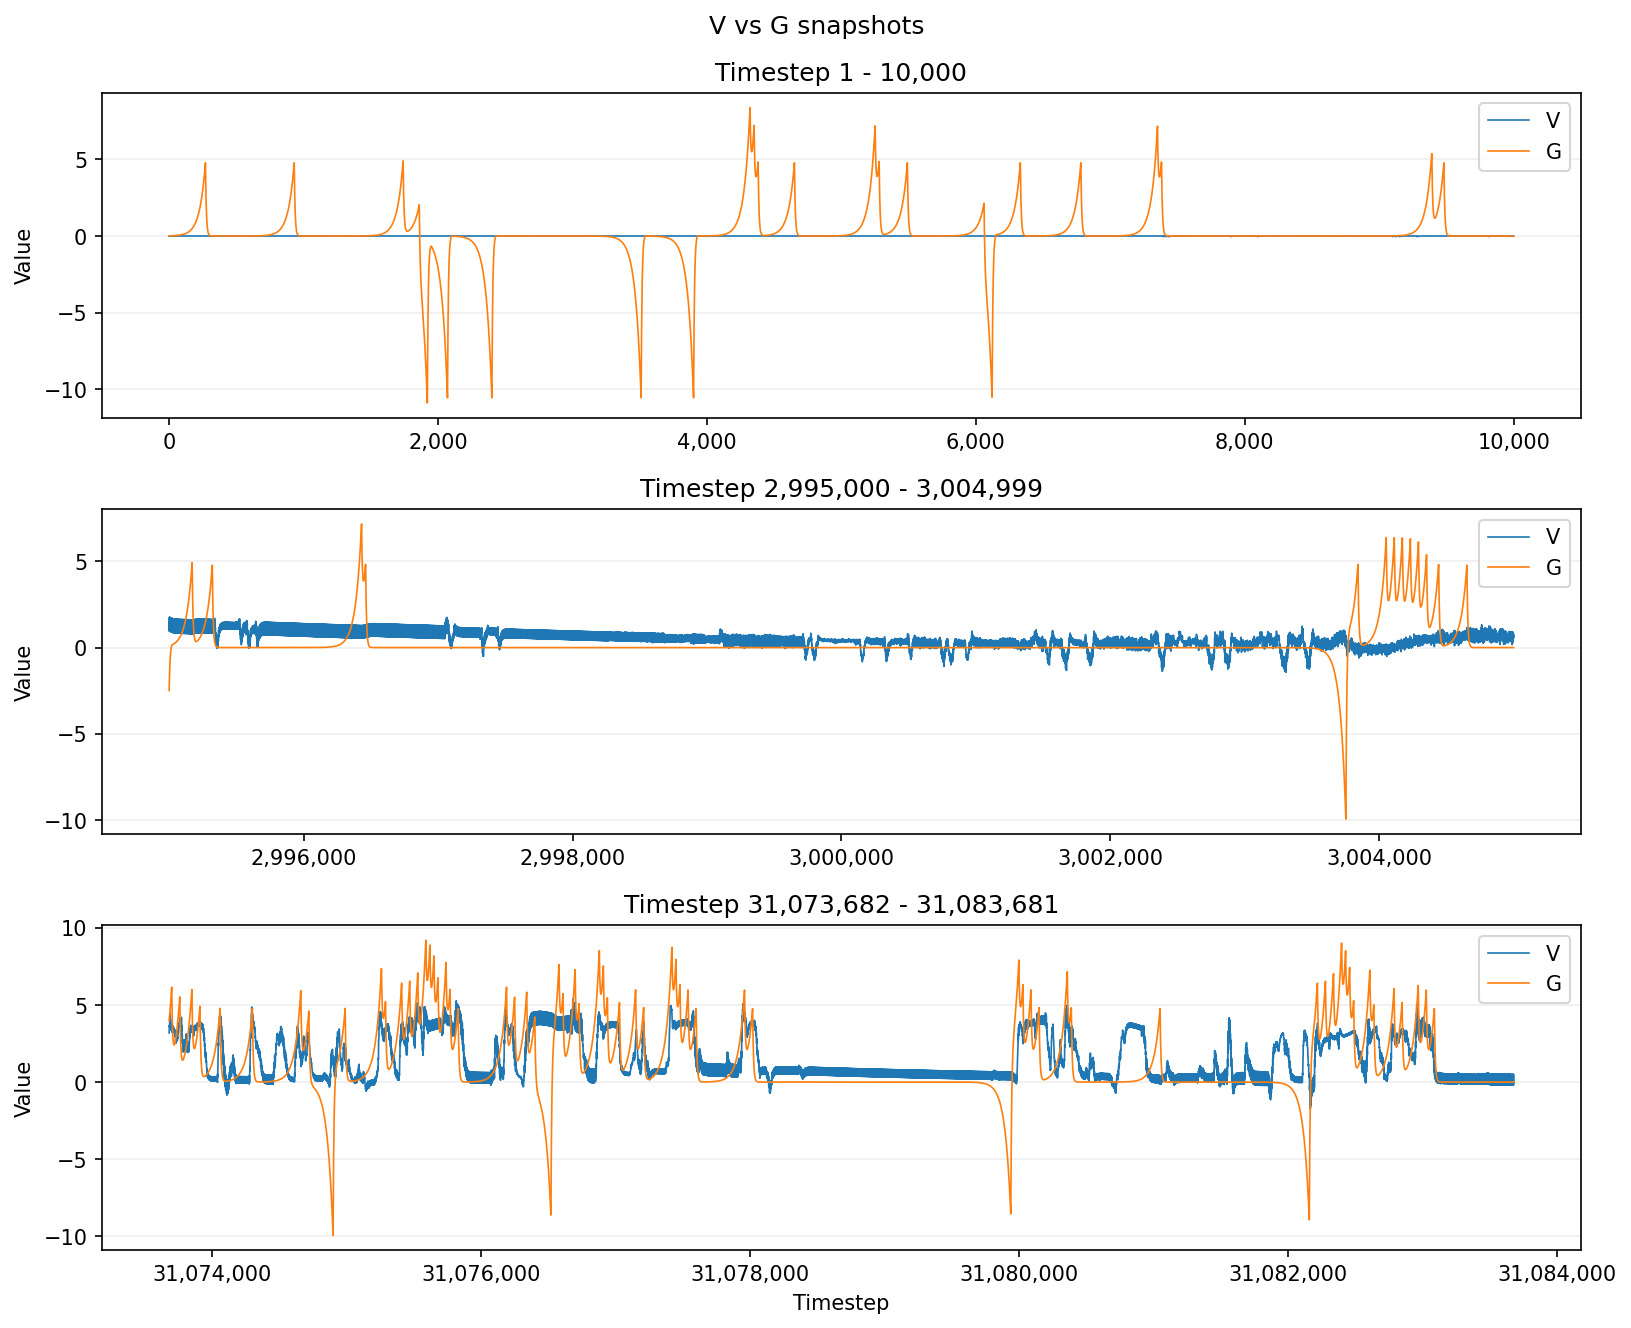 V vs G snapshots
Timestep 1 - 10,000
Value
5
0
−5
−10
V
G
0
2,000
4,000
6,000
8,000
10,000
Timestep 2,995,000 - 3,004,999
Value
5
0
−5
−10
V
G
2,996,000
2,998,000
3,000,000
3,002,000
3,004,000
Timestep 31,073,682 - 31,083,681
Value
10
5
0
−5
−10
V
G
31,074,000
31,076,000
31,078,000
31,080,000
31,082,000
31,084,000
Timestep